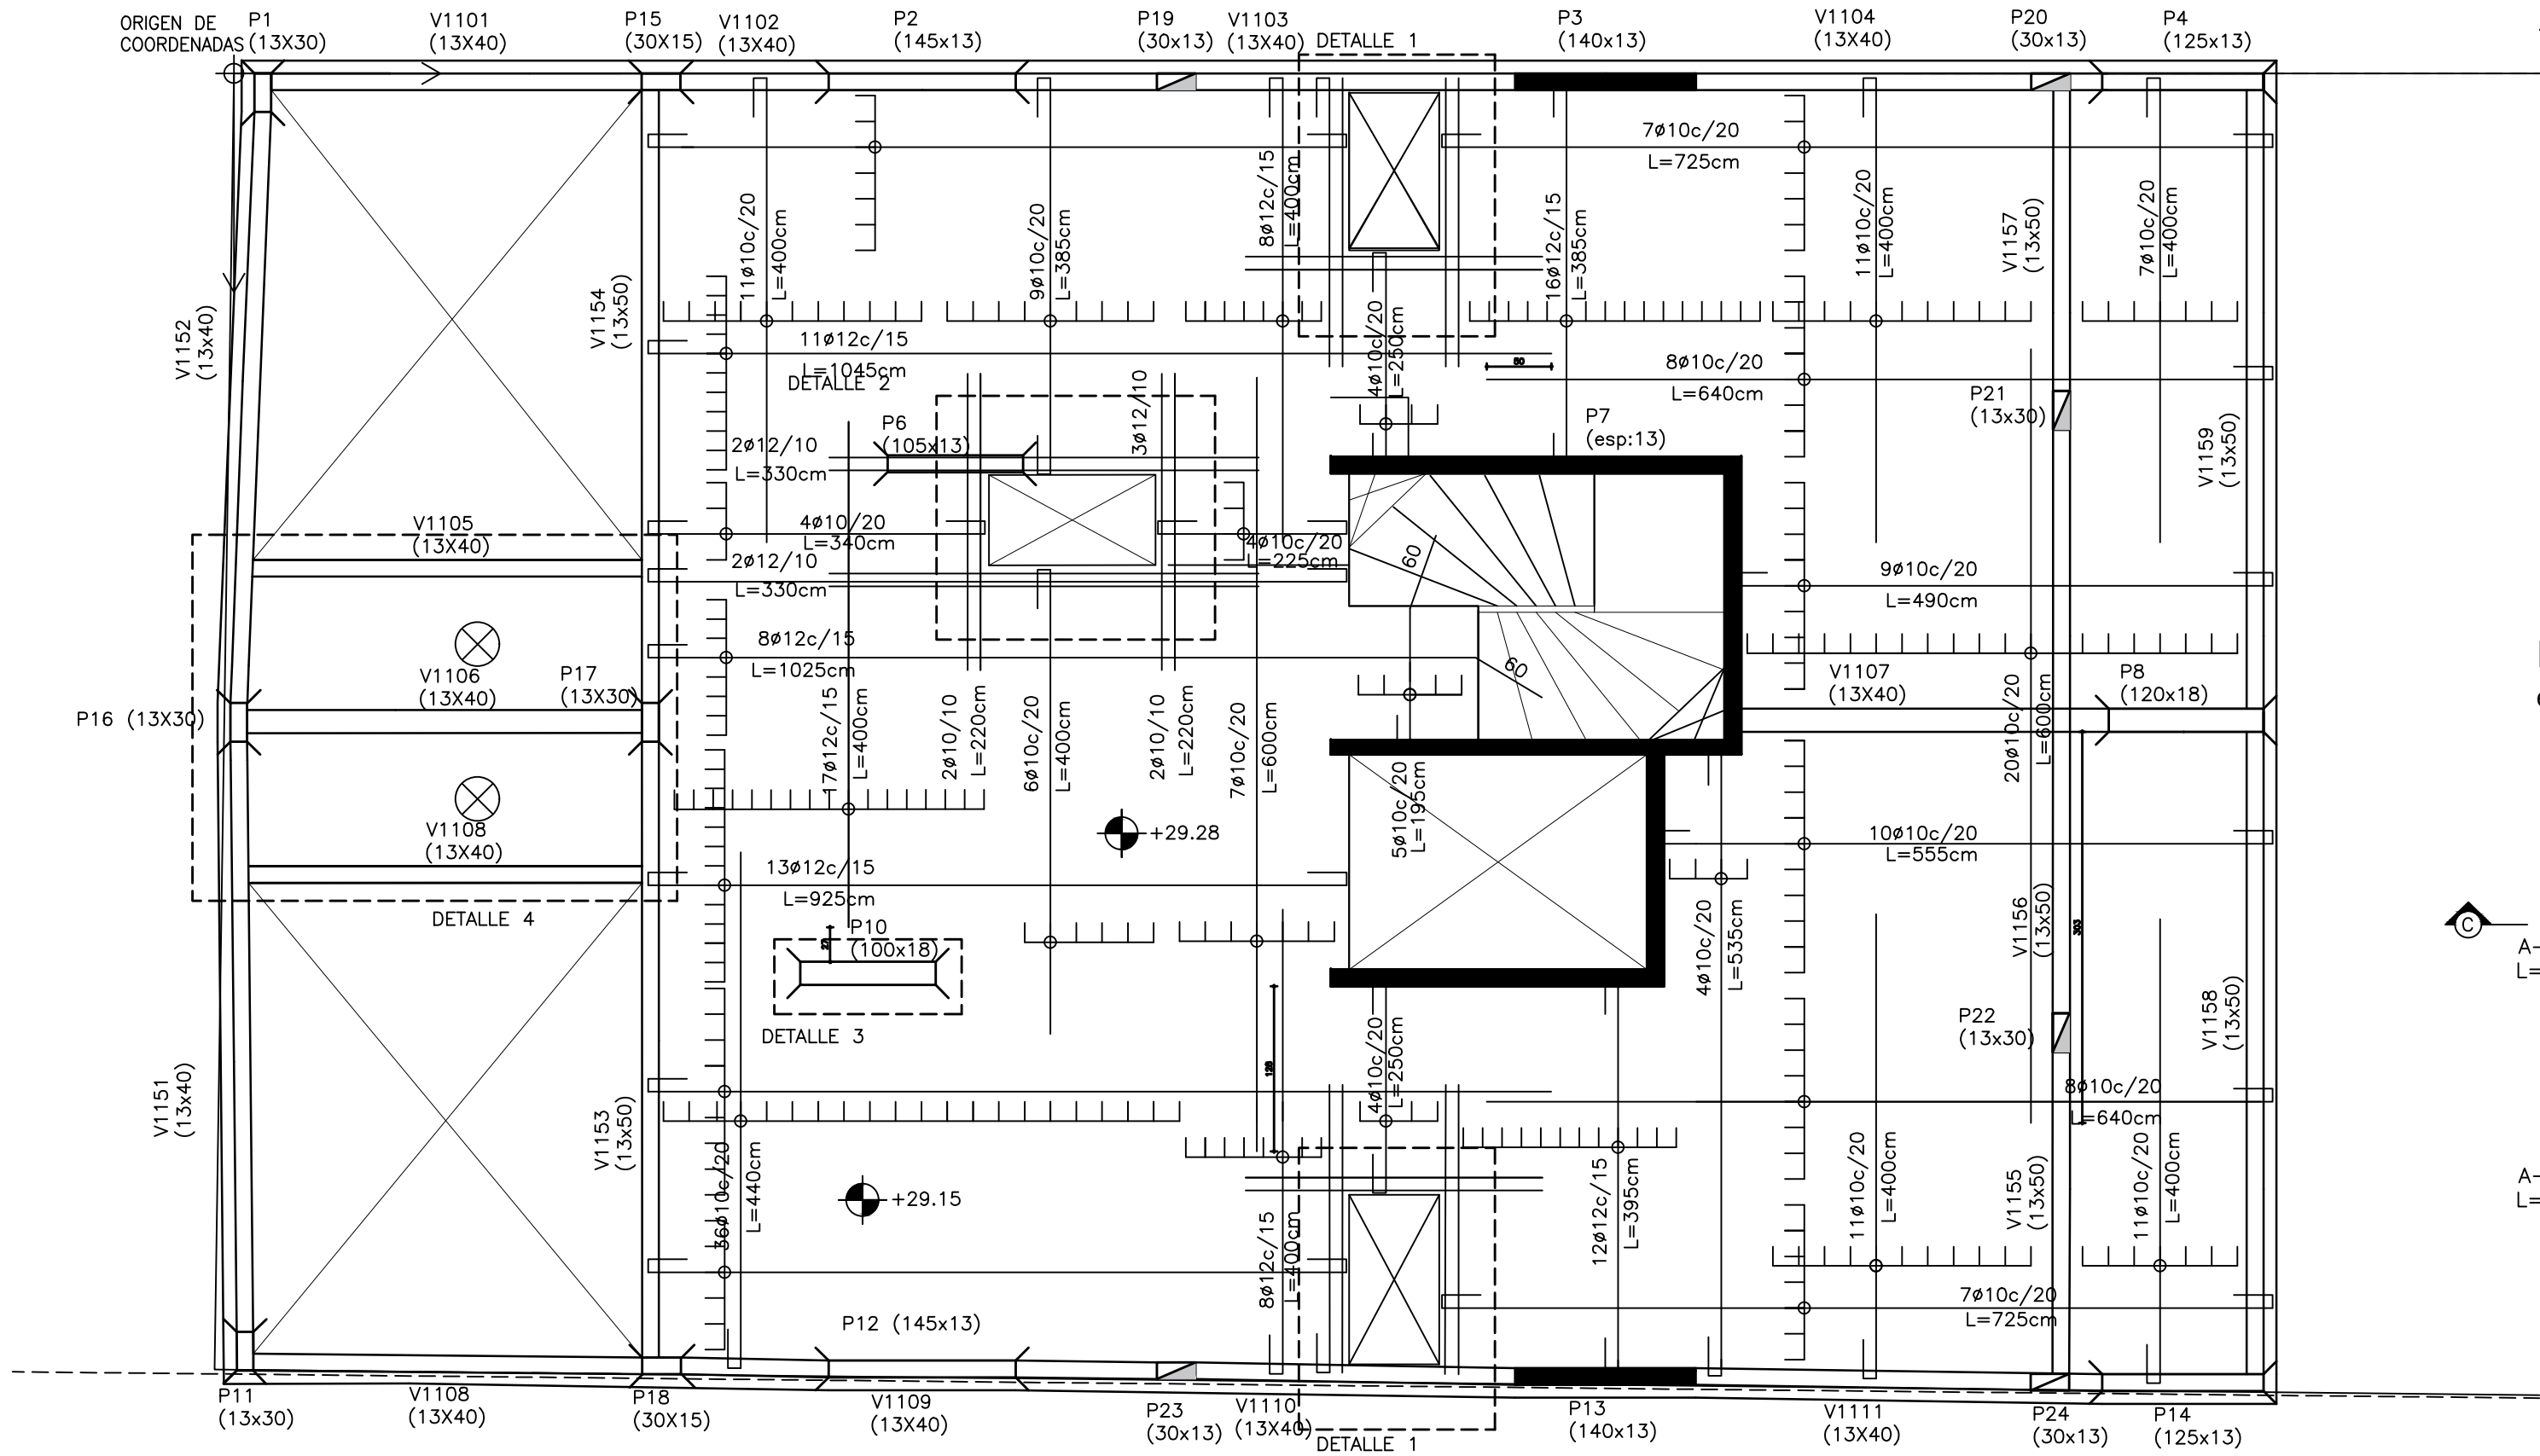 ORIGEN DE
COORDENADAS
P1
(13X30)
V1101
(13X40)
P15
(30X15)
V1102
(13X40)
P2
(145x13)
P19
(30x13)
V1103
(13X40)
DETALLE 1
P3
(140x13)
V1104
(13X40)
P20
(30x13)
P4
(125x13)
7ø10c/20
L=725cm
8ø12c/15
L=400cm
11ø10c/20
L=400cm
9ø10c/20
L=385cm
16ø12c/15
L=385cm
11ø10c/20
L=400cm
V1157
(13x50)
7ø10c/20
L=400cm
V1152
(13x40)
V1154
(13x50)
11ø12c/15
L=1045cm
DETALLE 2
4ø10c/20
L=250cm
50
8ø10c/20
L=640cm
P21
(13x30)
P6
(105x13)
3ø12/10
P7
(esp:13)
V1159
(13x50)
2ø12/10
L=330cm
4ø10/20
L=340cm
4ø10c/20
L=225cm
60
V1105
(13X40)
2ø12/10
L=330cm
9ø10c/20
L=490cm
8ø12c/15
L=1025cm
60
V1106
(13X40)
P17
(13X30)
P16 (13X30)
V1107
(13X40)
P8
(120x18)
17ø12c/15
L=400cm
2ø10/10
L=220cm
6ø10c/20
L=400cm
2ø10/10
L=220cm
7ø10c/20
L=600cm
20ø10c/20
L=600cm
5ø10c/20
L=195cm
+29.28
V1108
(13X40)
10ø10c/20
L=555cm
13ø12c/15
L=925cm
DETALLE 4
P10
(100x18)
27
4ø10c/20
L=535cm
V1156
(13x50)
303
C
A-
L=
DETALLE 3
P22
(13x30)
V1158
(13x50)
V1151
(13x40)
V1153
(13x50)
128
4ø10c/20
L=250cm
8ø10c/20
L=640cm
36ø10c/20
L=440cm
+29.15
8ø12c/15
L=400cm
12ø12c/15
L=395cm
11ø10c/20
L=400cm
V1155
(13x50)
11ø10c/20
L=400cm
A-
L=
P12 (145x13)
7ø10c/20
L=725cm
P11
(13x30)
V1108
(13X40)
P18
(30X15)
V1109
(13X40)
P23
(30x13)
V1110
(13X40)
DETALLE 1
P13
(140x13)
V1111
(13X40)
P24
(30x13)
P14
(125x13)